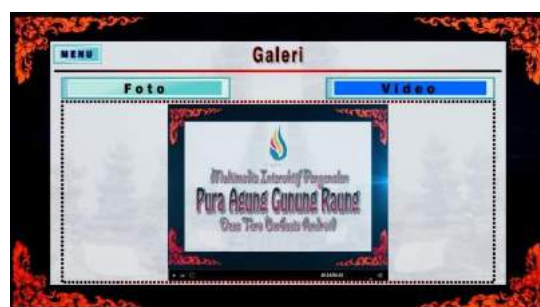 Galeri
MENU
Foto
Video
Multimedia Interaktif Pengenalan
Pura Agung Gunung Raung
Desa Taro Berbasis Android